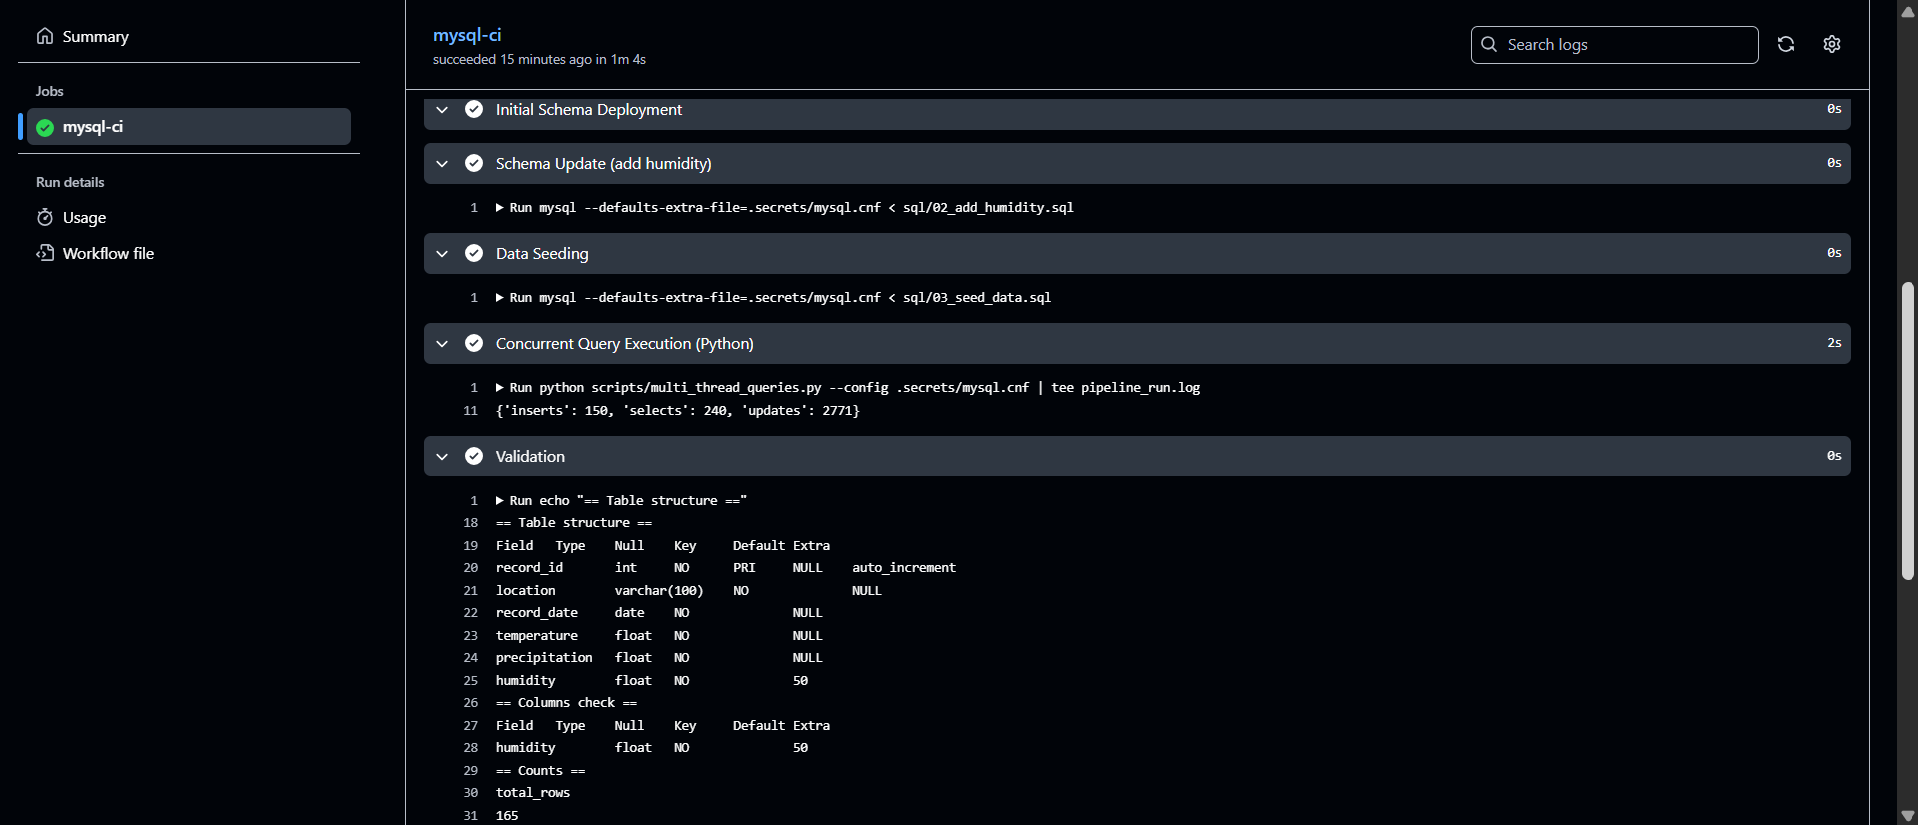 Summary
Jobs
mysql-ci
Run details
Usage
Workflow file
mysql-ci
succeeded 15 minutes ago in 1m 4s
Search logs
Initial Schema Deployment 0s
Schema Update (add humidity) 0s
1 Run mysql --defaults-extra-file=.secrets/mysql.cnf < sql/02_add_humidity.sql
Data Seeding 0s
1 Run mysql --defaults-extra-file=.secrets/mysql.cnf < sql/03_seed_data.sql
Concurrent Query Execution (Python) 2s
1 Run python scripts/multi_thread_queries.py --config .secrets/mysql.cnf | tee pipeline_run.log
11 {'inserts': 150, 'selects': 240, 'updates': 2771}
Validation 0s
1 Run echo "== Table structure =="
18 == Table structure ==
19 Field Type Null Key Default Extra
20 record_id int NO PRI NULL auto_increment
21 location varchar(100) NO NULL
22 record_date date NO NULL
23 temperature float NO NULL
24 precipitation float NO NULL
25 humidity float NO 50
26 == Columns check ==
27 Field Type Null Key Default Extra
28 humidity float NO 50
29 == Counts ==
30 total_rows
31 165